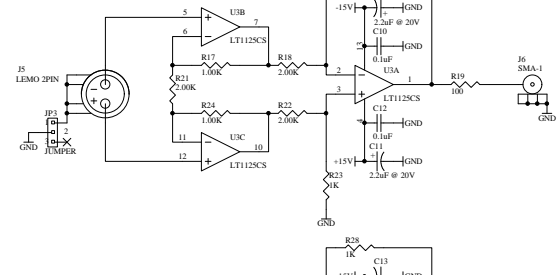 -15V
GND
2.2uF @ 20V
C10
GND
0.1uF
13
5
U3B
7
6
LT1125CS
R17
1.00K
R18
2.00K
2
U3A
1
3
LT1125CS
R19
100
J6
SMA-1
GND
J5
LEMO 2PIN
R21
2.00K
R24
1.00K
R22
2.00K
C12
GND
0.1uF
4
JP3
1
2
3
JUMPER
GND
11
U3C
10
12
LT1125CS
+15V
C11
GND
2.2uF @ 20V
R23
1K
GND
R28
1K
C13